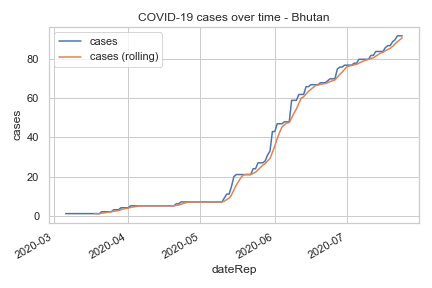 COVID-19 cases over time - Bhutan
cases
cases (rolling)
80
60
40
20
0
cases
2020-03
2020-04
2020-05
2020-06
2020-07
dateRep